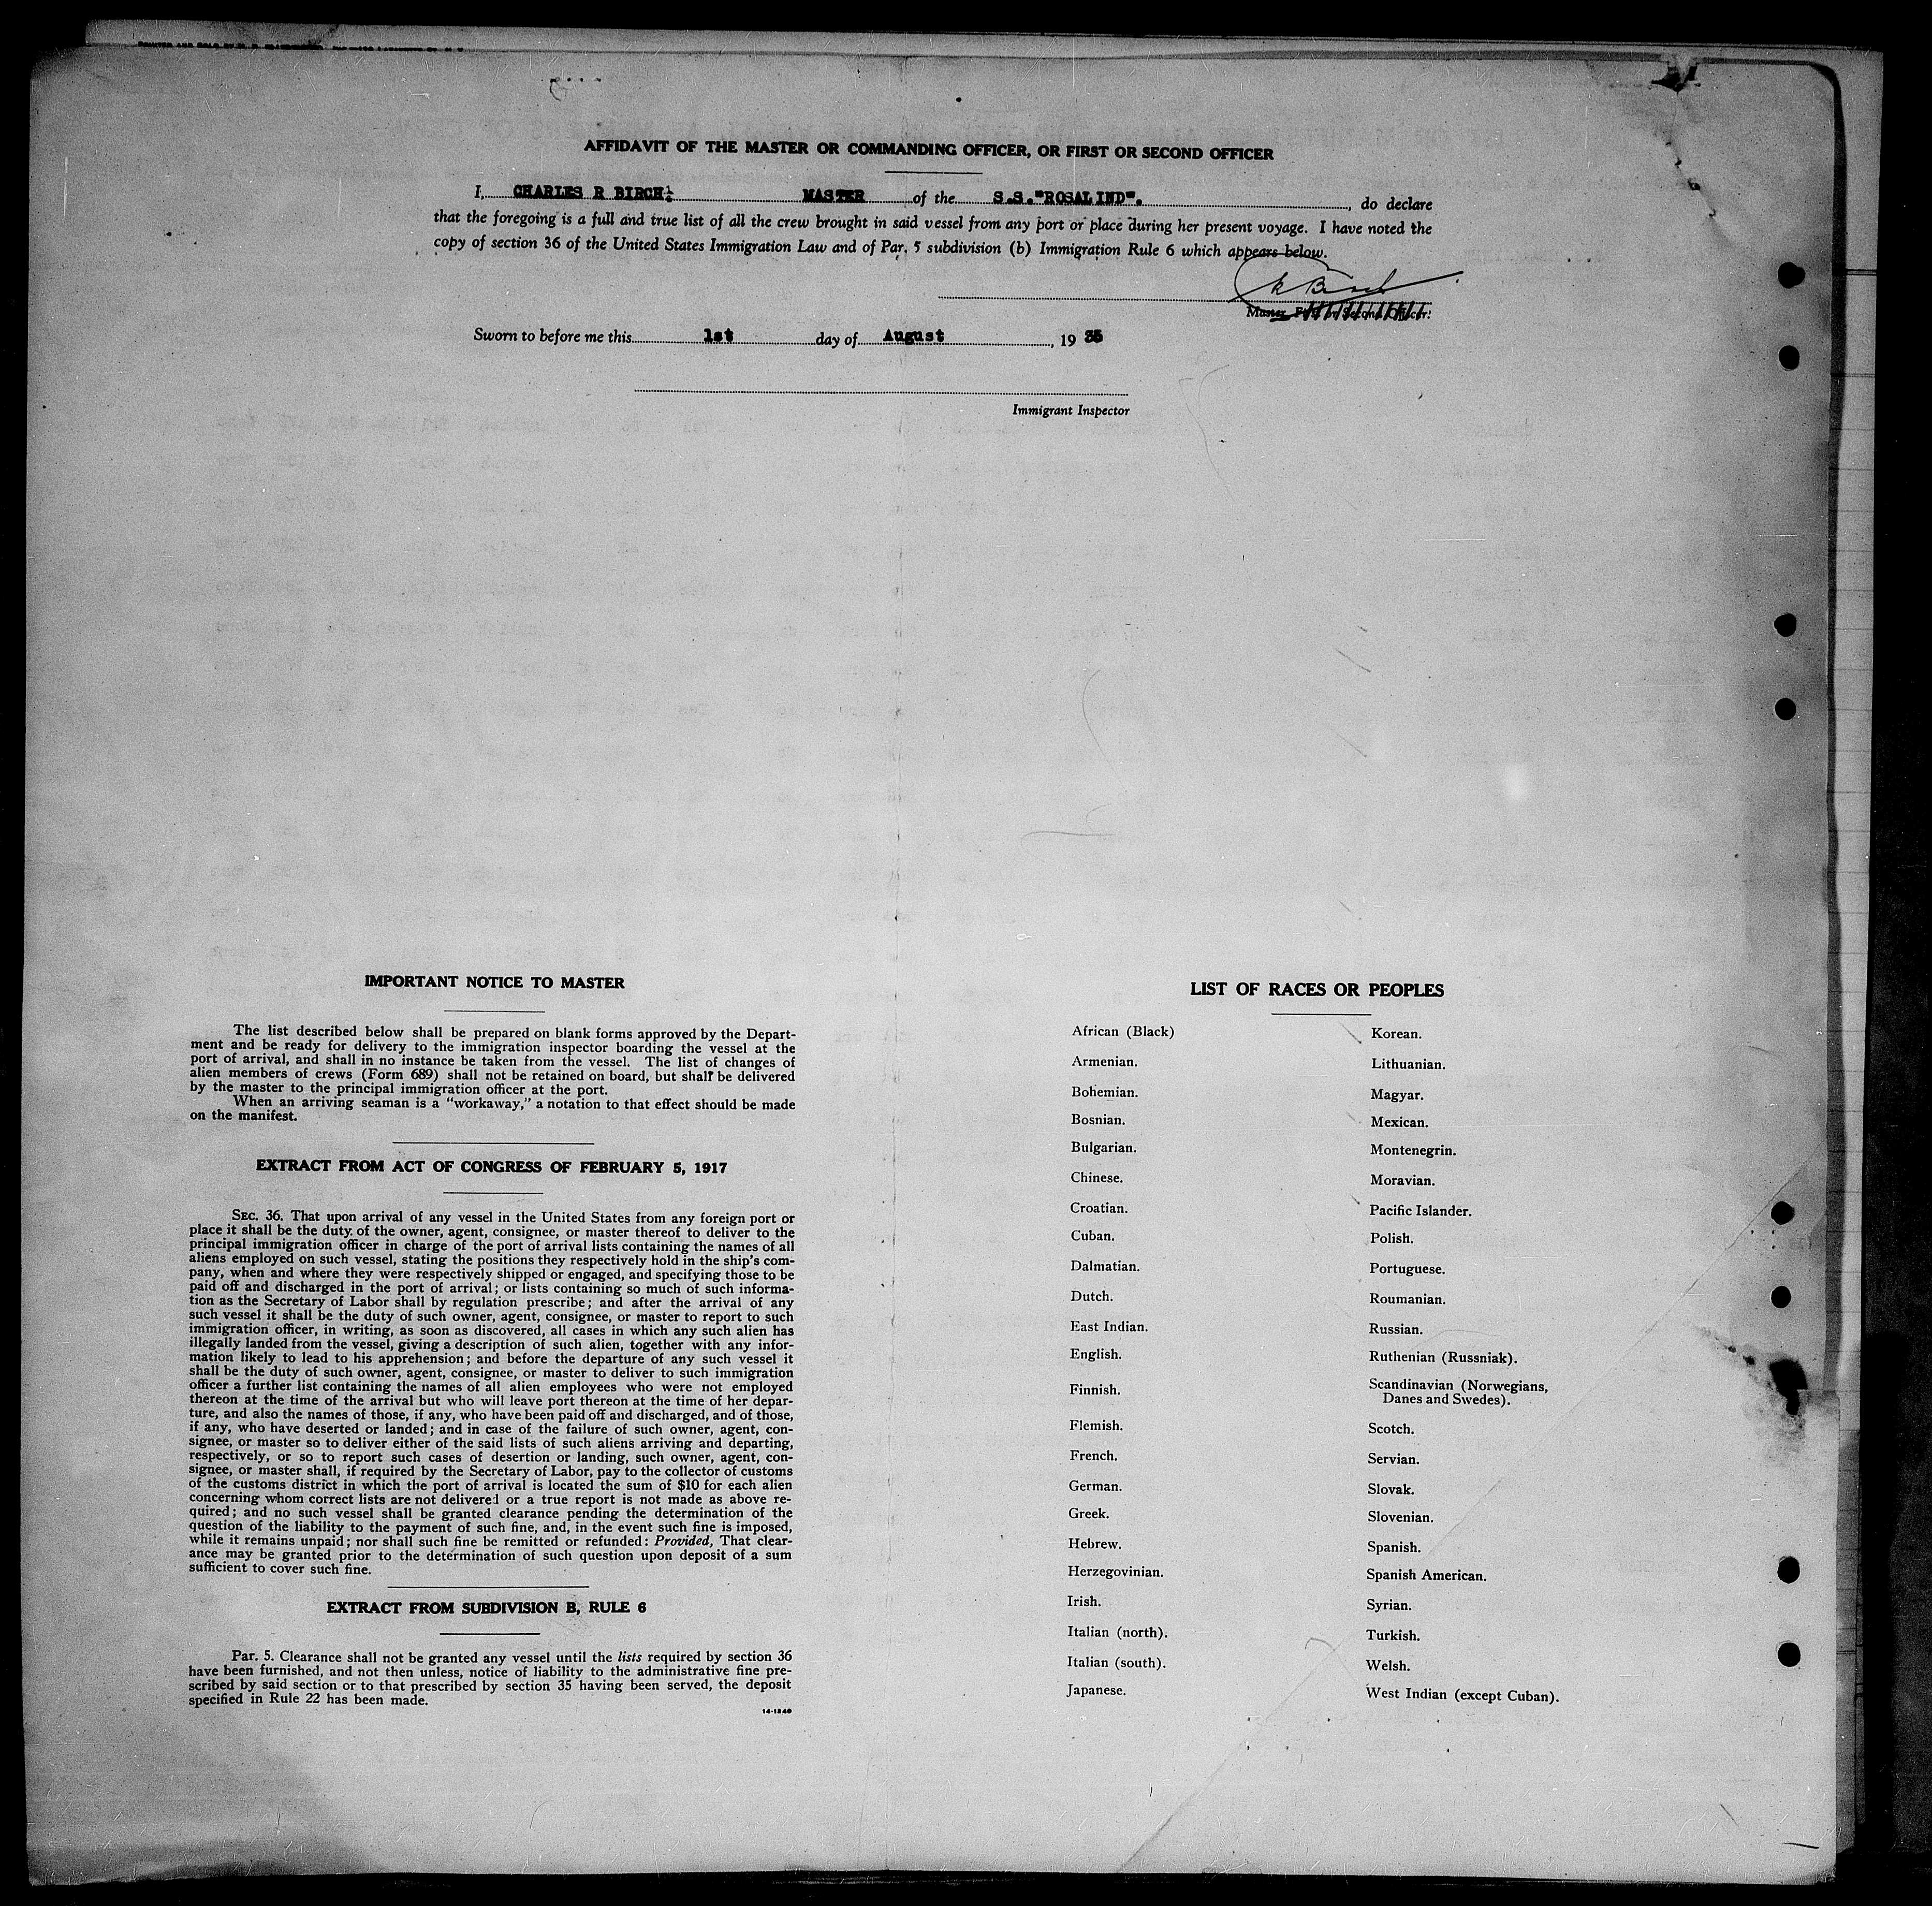 AFFIDAVIT OF THE MASTER OR COMMANDING OFFICER, OR FIRST OR SECOND OFFICER
I, CHARLES R BIRCH MASTER of the S.S."ROSALIND"., do declare
that the foregoing is a full and true list of all the crew brought in said vessel from any port or place during her present voyage. I have noted the
copy of section 36 of the United States Immigration Law and of Par. 5 subdivision (b) Immigration Rule 6 which appears below.
Master, First or Second Officer.
Sworn to before me this 1st day of August, 19 35
Immigrant Inspector
IMPORTANT NOTICE TO MASTER
The list described below shall be prepared on blank forms approved by the Depart-
ment and be ready for delivery to the immigration inspector boarding the vessel at the
port of arrival, and shall in no instance be taken from the vessel. The list of changes of
alien members of crews (Form 689) shall not be retained on board, but shall be delivered
by the master to the principal immigration officer at the port.
When an arriving seaman is a "workaway," a notation to that effect should be made
on the manifest.
EXTRACT FROM ACT OF CONGRESS OF FEBRUARY 5, 1917
SEC. 36. That upon arrival of any vessel in the United States from any foreign port or
place it shall be the duty of the owner, agent, consignee, or master thereof to deliver to the
principal immigration officer in charge of the port of arrival lists containing the names of all
aliens employed on such vessel, stating the positions they respectively hold in the ship's com-
pany, when and where they were respectively shipped or engaged, and specifying those to be
paid off and discharged in the port of arrival; or lists containing so much of such informa-
tion as the Secretary of Labor shall by regulation prescribe; and after the arrival of any
such vessel it shall be the duty of such owner, agent, consignee, or master to report to such
immigration officer, in writing, as soon as discovered, all cases in which any such alien has
illegally landed from the vessel, giving a description of such alien, together with any infor-
mation likely to lead to his apprehension; and before the departure of any such vessel it
shall be the duty of such owner, agent, consignee, or master to deliver to such immigration
officer a further list containing the names of all alien employees who were not employed
thereon at the time of the arrival but who will leave port thereon at the time of her depar-
ture, and also the names of those, if any, who have been paid off and discharged, and of those,
if any, who have deserted or landed; and in case of the failure of such owner, agent, con-
signee, or master so to deliver either of the said lists of such aliens arriving and departing,
respectively, or so to report such cases of desertion or landing, such owner, agent, con-
signee, or master shall, if required by the Secretary of Labor, pay to the collector of customs
of the customs district in which the port of arrival is located the sum of $10 for each alien
concerning whom correct lists are not delivered or a true report is not made as above re-
quired; and no such vessel shall be granted clearance pending the determination of the
question of the liability to the payment of such fine, and, in the event such fine is imposed,
while it remains unpaid; nor shall such fine be remitted or refunded: Provided, That clear-
ance may be granted prior to the determination of such question upon deposit of a sum
sufficient to cover such fine.
EXTRACT FROM SUBDIVISION B, RULE 6
Par. 5. Clearance shall not be granted any vessel until the lists required by section 36
have been furnished, and not then unless, notice of liability to the administrative fine pre-
scribed by said section or to that prescribed by section 35 having been served, the deposit
specified in Rule 22 has been made.
14-1240
LIST OF RACES OR PEOPLES
African (Black)
Armenian.
Bohemian.
Bosnian.
Bulgarian.
Chinese.
Croatian.
Cuban.
Dalmatian.
Dutch.
East Indian.
English.
Finnish.
Flemish.
French.
German.
Greek.
Hebrew.
Herzegovinian.
Irish.
Italian (north).
Italian (south).
Japanese.
Korean.
Lithuanian.
Magyar.
Mexican.
Montenegrin.
Moravian.
Pacific Islander.
Polish.
Portuguese.
Roumanian.
Russian.
Ruthenian (Russniak).
Scandinavian (Norwegians,
Danes and Swedes).
Scotch.
Servian.
Slovak.
Slovenian.
Spanish.
Spanish American.
Syrian.
Turkish.
Welsh.
West Indian (except Cuban).